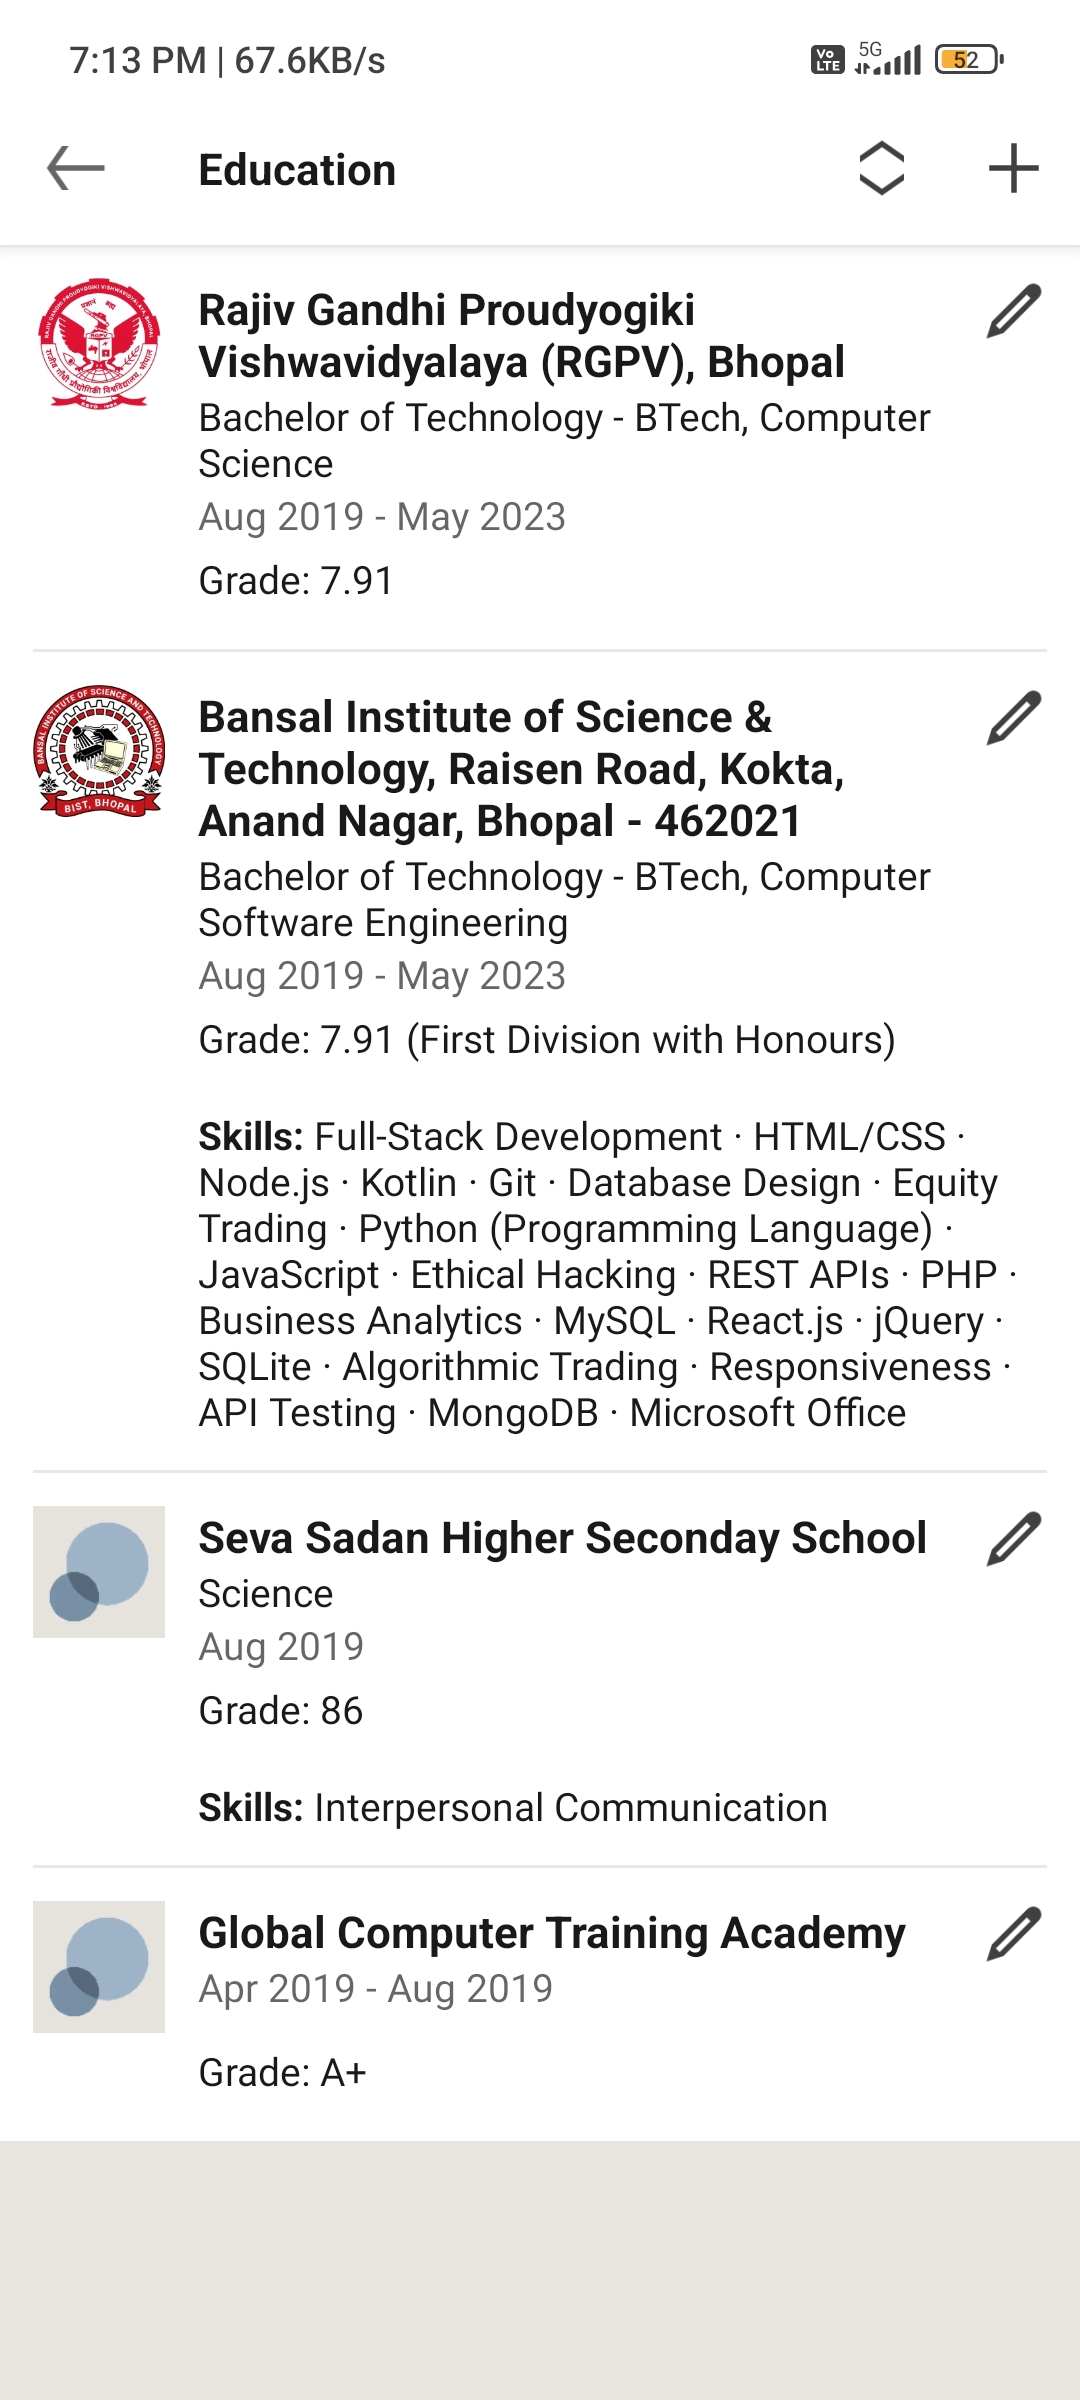 7:13 PM | 67.6KB/s Vo LTE 5G 52
Education
Rajiv Gandhi Proudyogiki
Vishwavidyalaya (RGPV), Bhopal
Bachelor of Technology - BTech, Computer
Science
Aug 2019 - May 2023
Grade: 7.91
BANSAL INSTITUTE OF SCIENCE AND TECHNOLOGY
BIST, BHOPAL
Bansal Institute of Science &
Technology, Raisen Road, Kokta,
Anand Nagar, Bhopal - 462021
Bachelor of Technology - BTech, Computer
Software Engineering
Aug 2019 - May 2023
Grade: 7.91 (First Division with Honours)
Skills: Full-Stack Development · HTML/CSS ·
Node.js · Kotlin · Git · Database Design · Equity
Trading · Python (Programming Language) ·
JavaScript · Ethical Hacking · REST APIs · PHP ·
Business Analytics · MySQL · React.js · jQuery ·
SQLite · Algorithmic Trading · Responsiveness ·
API Testing · MongoDB · Microsoft Office
Seva Sadan Higher Seconday School
Science
Aug 2019
Grade: 86
Skills: Interpersonal Communication
Global Computer Training Academy
Apr 2019 - Aug 2019
Grade: A+